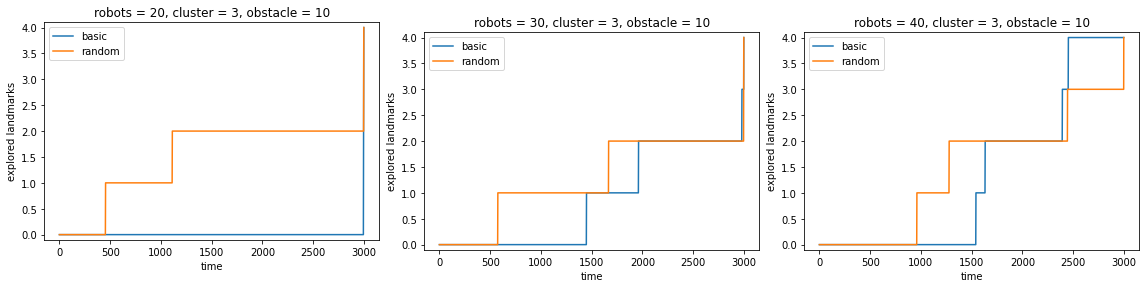 robots = 20, cluster = 3, obstacle = 10
basic
random
explored landmarks
4.0
3.5
3.0
2.5
2.0
1.5
1.0
0.5
0.0
0 500 1000 1500 2000 2500 3000
time
robots = 30, cluster = 3, obstacle = 10
basic
random
explored landmarks
4.0
3.5
3.0
2.5
2.0
1.5
1.0
0.5
0.0
0 500 1000 1500 2000 2500 3000
time
robots = 40, cluster = 3, obstacle = 10
basic
random
explored landmarks
4.0
3.5
3.0
2.5
2.0
1.5
1.0
0.5
0.0
0 500 1000 1500 2000 2500 3000
time